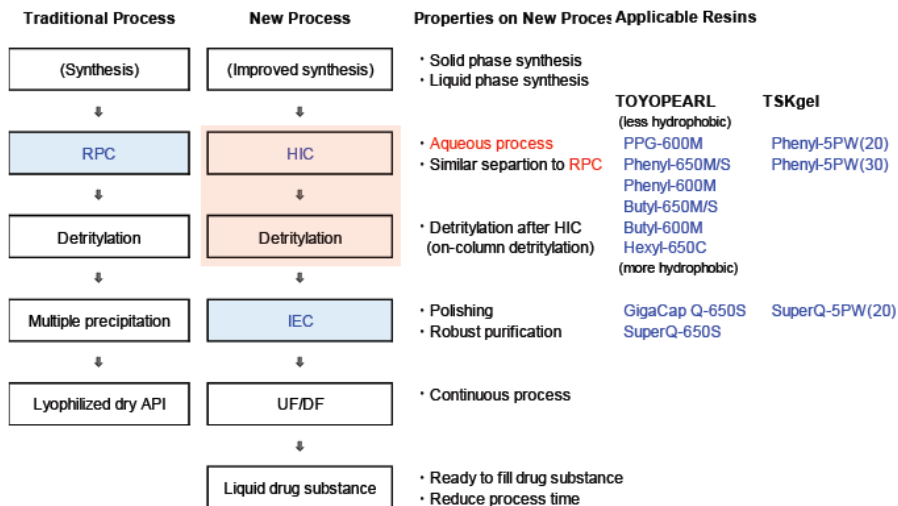 Traditional Process
New Process
Properties on New Process
Applicable Resins
(Synthesis)
(Improved synthesis)
・Solid phase synthesis
・Liquid phase synthesis
TOYOPEARL
TSKgel
(less hydrophobic)
RPC
HIC
・Aqueous process
・Similar separtion to RPC
PPG-600M
Phenyl-5PW(20)
Phenyl-650M/S
Phenyl-5PW(30)
Phenyl-600M
Butyl-650M/S
Detritylation
Detritylation
・Detritylation after HIC
(on-column detritylation)
Butyl-600M
Hexyl-650C
(more hydrophobic)
Multiple precipitation
IEC
・Polishing
・Robust purification
GigaCap Q-650S
SuperQ-5PW(20)
SuperQ-650S
Lyophilized dry API
UF/DF
・Continuous process
Liquid drug substance
・Ready to fill drug substance
・Reduce process time